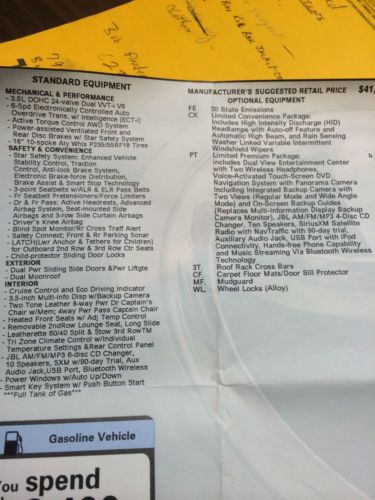 STANDARD EQUIPMENT
MECHANICAL & PERFORMANCE
- 3.5L DOHC 24-valve Dual VVT-i V6
- 6-Spd Electronically Controlled Auto
Overdrive Trans. w/ Intelligence (ECT-i)
- Active Torque Control AWD System
- Power-assisted Ventilated Front and
Rear Disc Brakes w/ Star Safety System
- 18" 10-spoke Aly Whls P235/55RF18 Tires
SAFETY & CONVENIENCE
- Star Safety System: Enhanced Vehicle
Stability Control, Traction
Control, Anti-lock Brake System,
Electronic Brake-force Distribution,
Brake Assist & Smart Stop Technology
- 3-point Seatbelts w/ALR & ELR Pass Belts
- Fr Seatbelt Pretensioners/Force Limiters
- Dr & Fr Pass: Active Headrests, Advanced
Airbag System, Seat-mounted Side
Airbags and 3-row Side Curtain Airbags
- Driver's Knee Airbag
- Blind Spot Monitor/Rr Cross Traff Alert
- Safety Connect; Front & Rr Parking Sonar
- LATCH(Lwr Anchor & Tethers for Children)
for Outboard 2nd Row & 3rd Row Ctr Seats
- Child-protector Sliding Door Locks
EXTERIOR
- Dual Pwr Sliding Side Doors &Pwr Liftgte
- Dual Moonroof
INTERIOR
- Cruise Control and Eco Driving Indicator
- 3.5-inch Multi-info Disp w/Backup Camera
- Two Tone Leather 8-way Pwr Dr Captain's
Chair w/Mem; 4way Pwr Pass Captain Chair
- Heated Front Seats w/ Adj Temp Control
- Removable 2ndRow Lounge Seat, Long Slide
- Leatherette 60/40 Split & Stow 3rd RowTM
- Tri Zone Climate Control w/Individual
Temperature Settings &Rear Control Panel
- JBL AM/FM/MP3 6-disc CD Changer,
10 Speakers, SXM w/90-day Trial, Aux
Audio Jack,USB Port, Bluetooth Wireless
- Power Windows w/Auto Up/Down
- Smart Key System w/ Push Button Start
***Full Tank of Gas***
MANUFACTURER'S SUGGESTED RETAIL PRICE $41,
OPTIONAL EQUIPMENT
FE 50 State Emissions
CX Limited Convenience Package:
Includes High Intensity Discharge (HID)
Headlamps with Auto-off Feature and
Automatic High Beam, and Rain Sensing
Washer Linked Variable Intermittent
Windshield Wipers
PT Limited Premium Package: 4
Includes Dual View Entertainment Center
with Two Wireless Headphones,
Voice-Activated Touch-Screen DVD
Navigation System with Panorama Camera
Including Integrated Backup Camera with
Two Views (Regular Mode and Wide Angle
Mode) and On-Screen Backup Guides
(Replaces Multi-Information Display Backup
Camera Monitor), JBL AM/FM/MP3 4-Disc CD
Changer, Ten Speakers, SiriusXM Satellite
Radio with NavTraffic with 90-day trial,
Auxiliary Audio Jack, USB Port with iPod
Connectivity, Hands-free Phone Capability
and Music Streaming Via Bluetooth Wireless
Technology
3T. Roof Rack Cross Bars
CF. Carpet/Door Mats/Door Sill Protector
MF. Mudguard
WL. Wheel Locks (Alloy)
Gasoline Vehicle
You spend